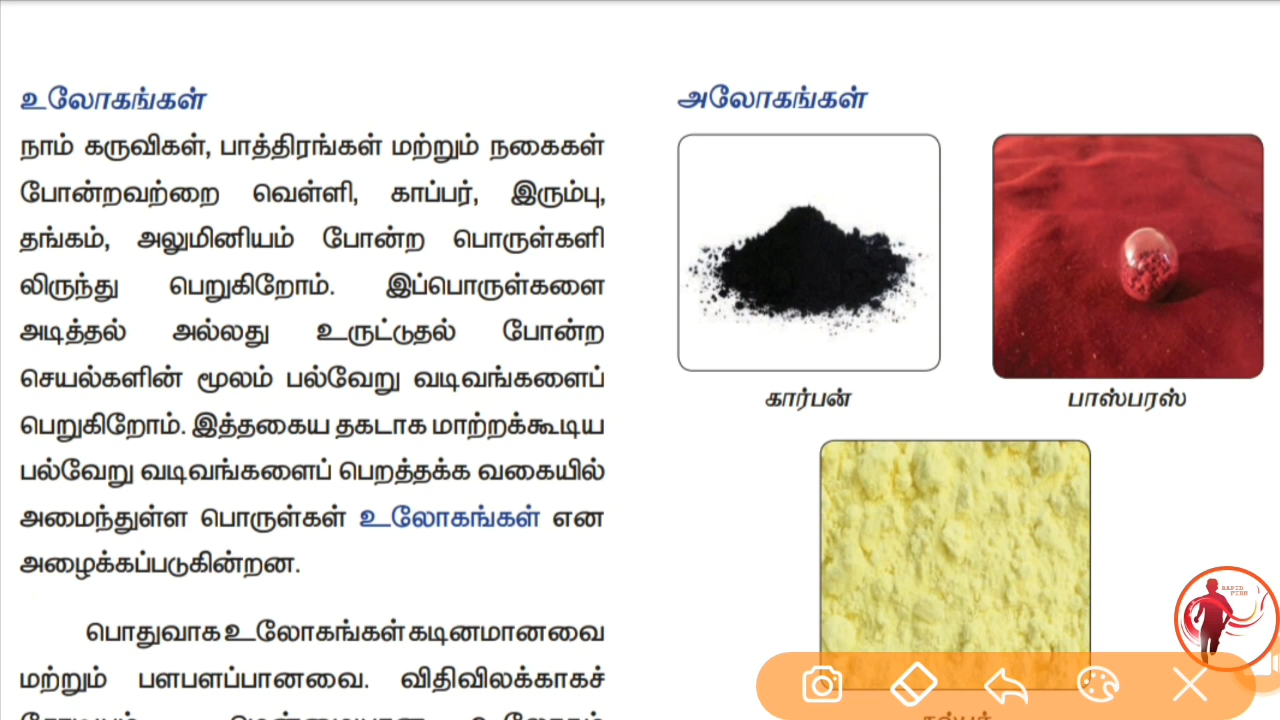 உலோகங்கள்
நாம் கருவிகள், பாத்திரங்கள் மற்றும் நகைகள்
போன்றவற்றை வெள்ளி, காப்பர், இரும்பு,
தங்கம், அலுமினியம் போன்ற பொருள்களி
லிருந்து பெறுகிறோம். இப்பொருள்களை
அடித்தல் அல்லது உருட்டுதல் போன்ற
செயல்களின் மூலம் பல்வேறு வடிவங்களைப்
பெறுகிறோம். இத்தகைய தகடாக மாற்றக்கூடிய
பல்வேறு வடிவங்களைப் பெறத்தக்க வகையில்
அமைந்துள்ள பொருள்கள் உலோகங்கள் என
அழைக்கப்படுகின்றன.
பொதுவாக உலோகங்கள் கடினமானவை
மற்றும் பளபளப்பானவை. விதிவிலக்காகச்
அலோகங்கள்
கார்பன்
பாஸ்பரஸ்
RAPID
FIRE